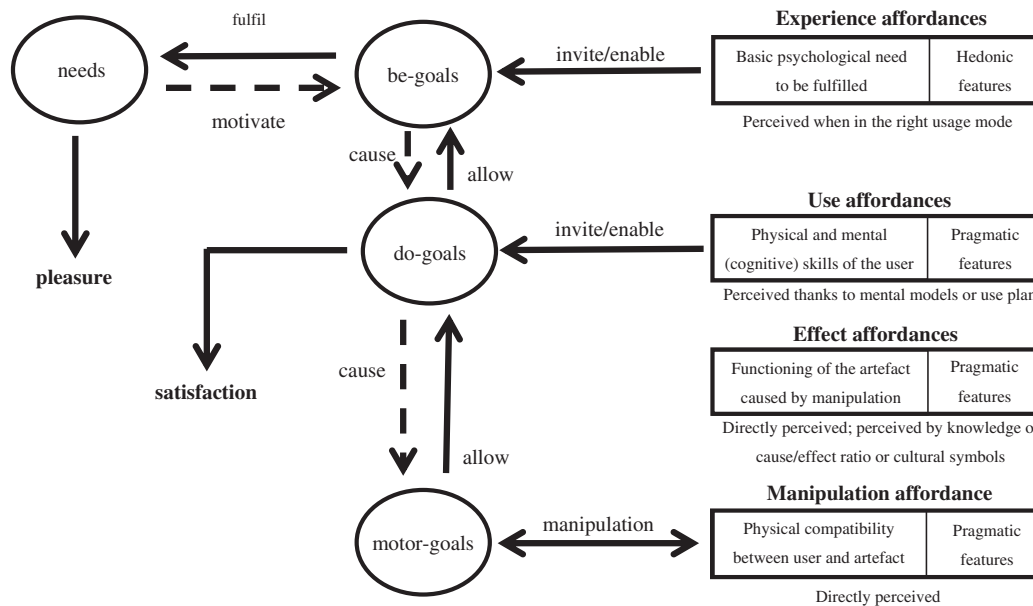 Experience affordances
fulfil
needs
be-goals
invite/enable
Basic psychological need
to be fulfilled
Hedonic
features
motivate
Perceived when in the right usage mode
cause
allow
Use affordances
do-goals
invite/enable
Physical and mental
(cognitive) skills of the user
Pragmatic
features
Perceived thanks to mental models or use plan
pleasure
satisfaction
Effect affordances
cause
Functioning of the artefact
caused by manipulation
Pragmatic
features
Directly perceived; perceived by knowledge o
cause/effect ratio or cultural symbols
allow
Manipulation affordance
motor-goals
manipulation
Physical compatibility
between user and artefact
Pragmatic
features
Directly perceived